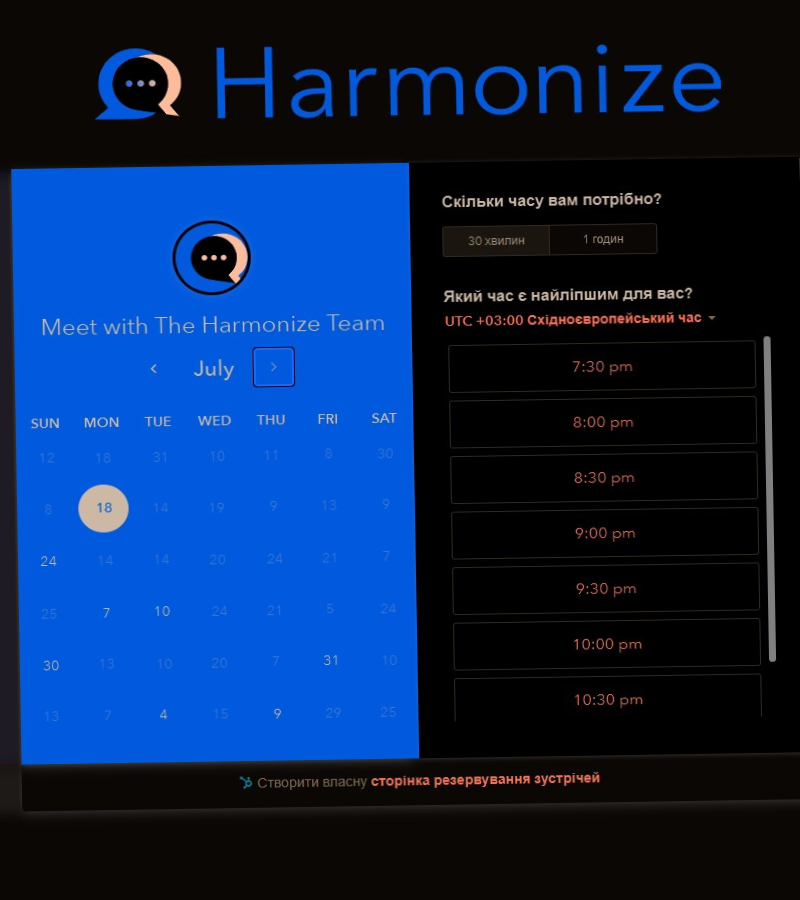 Harmonize
Meet with The Harmonize Team
July
SUN MON TUE WED THU FRI SAT
12 18 31 10 11 8 30
8 18 14 19 9 13 9
24 14 14 20 24 21 7
25 7 10 24 21 5 24
30 13 10 20 7 31 10
13 7 4 15 9 29 25
Скільки часу вам потрібно?
30 хвилин 1 годин
Який час є найліпшим для вас?
UTC +03:00 Східноєвропейський час
7:30 pm
8:00 pm
8:30 pm
9:00 pm
9:30 pm
10:00 pm
10:30 pm
Створити власну сторінка резервування зустрічей